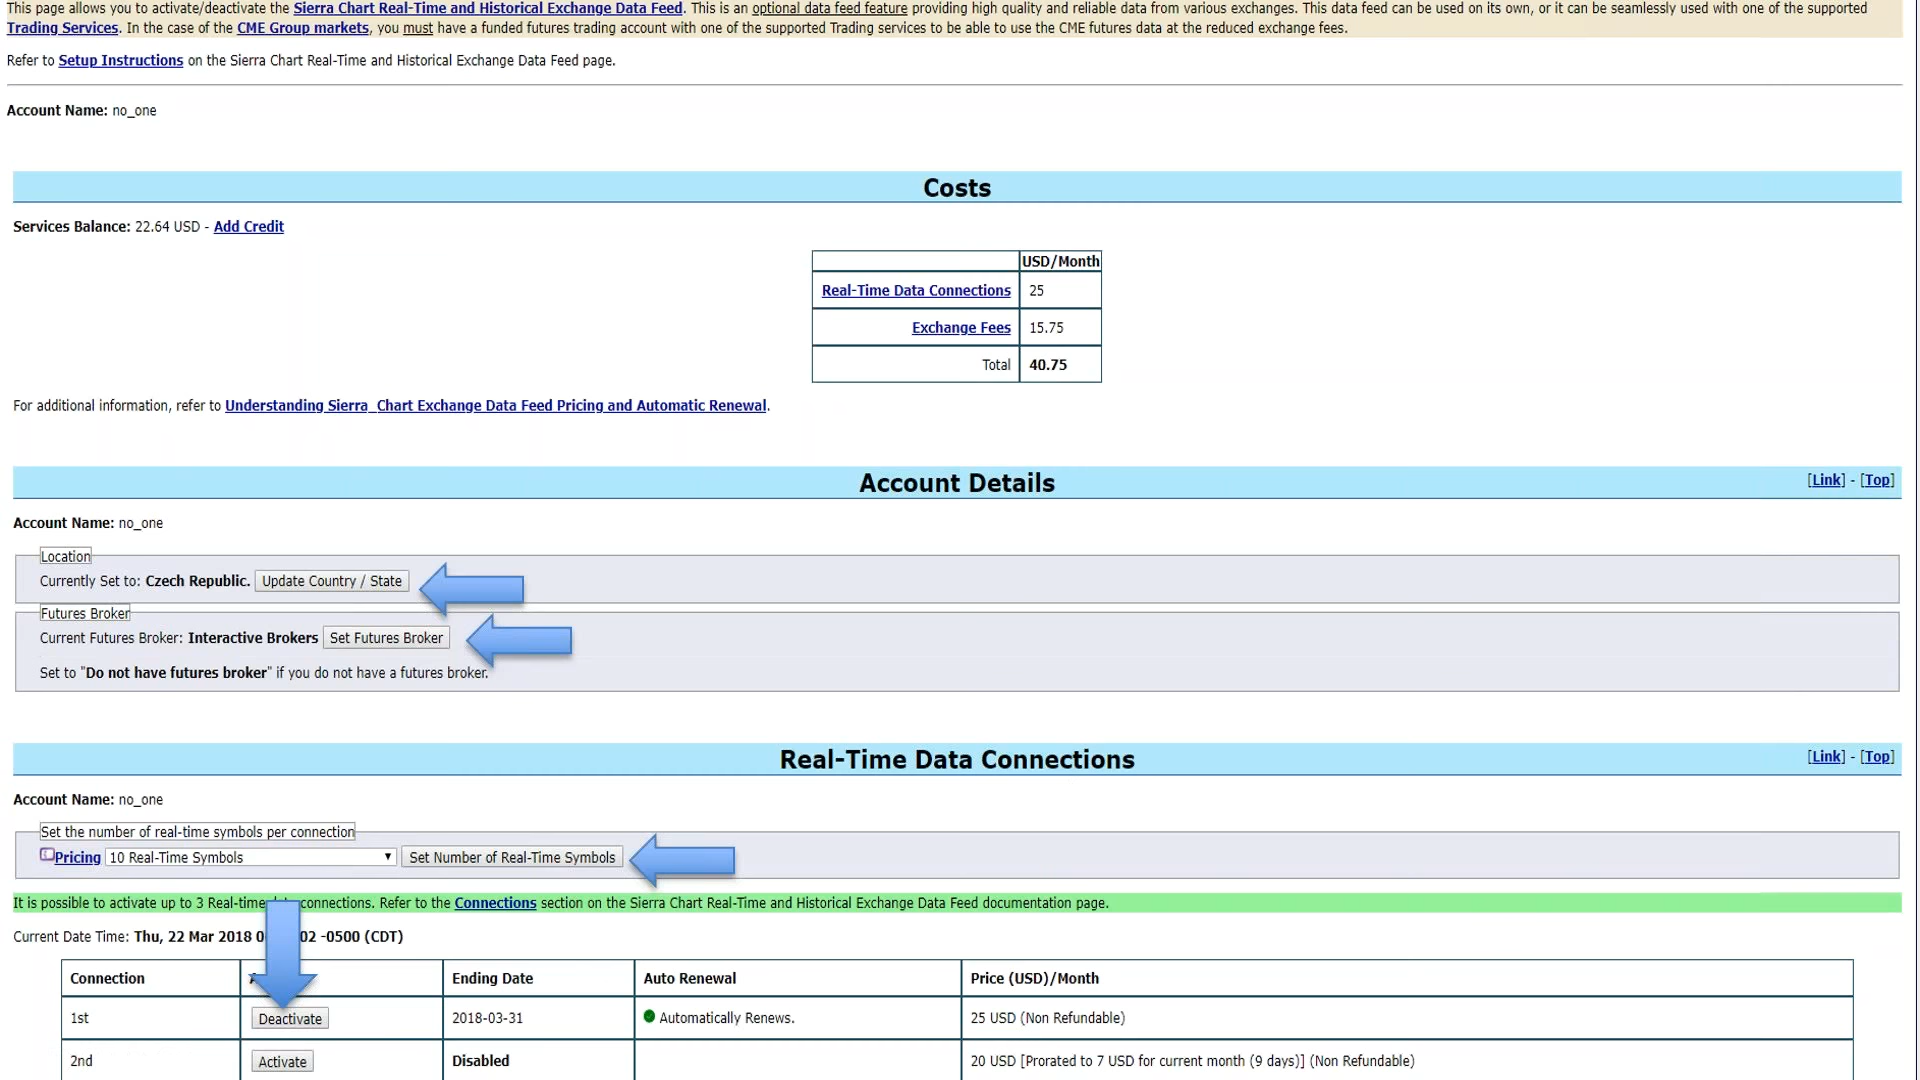 This page allows you to activate/deactivate the Sierra Chart Real-Time and Historical Exchange Data Feed. This is an optional data feed feature providing high quality and reliable data from various exchanges. This data feed can be used on its own, or it can be seamlessly used with one of the supported
Trading Services. In the case of the CME Group markets, you must have a funded futures trading account with one of the supported Trading services to be able to use the CME futures data at the reduced exchange fees.
Refer to Setup Instructions on the Sierra Chart Real-Time and Historical Exchange Data Feed page.
Account Name: no_one
Costs
Services Balance: 22.64 USD - Add Credit
USD/Month
Real-Time Data Connections 25
Exchange Fees 15.75
Total 40.75
For additional information, refer to Understanding Sierra_Chart Exchange Data Feed Pricing and Automatic Renewal.
Account Details [Link] - [Top]
Account Name: no_one
Location
Currently Set to: Czech Republic. Update Country / State
Futures Broker
Current Futures Broker: Interactive Brokers Set Futures Broker
Set to "Do not have futures broker" if you do not have a futures broker.
Real-Time Data Connections [Link] - [Top]
Account Name: no_one
Set the number of real-time symbols per connection
Pricing 10 Real-Time Symbols Set Number of Real-Time Symbols
It is possible to activate up to 3 Real-time connections. Refer to the Connections section on the Sierra Chart Real-Time and Historical Exchange Data Feed documentation page.
Current Date Time: Thu, 22 Mar 2018 02 -0500 (CDT)
Connection Ending Date Auto Renewal Price (USD)/Month
1st Deactivate 2018-03-31 Automatically Renews. 25 USD (Non Refundable)
2nd Activate Disabled 20 USD [Prorated to 7 USD for current month (9 days)] (Non Refundable)